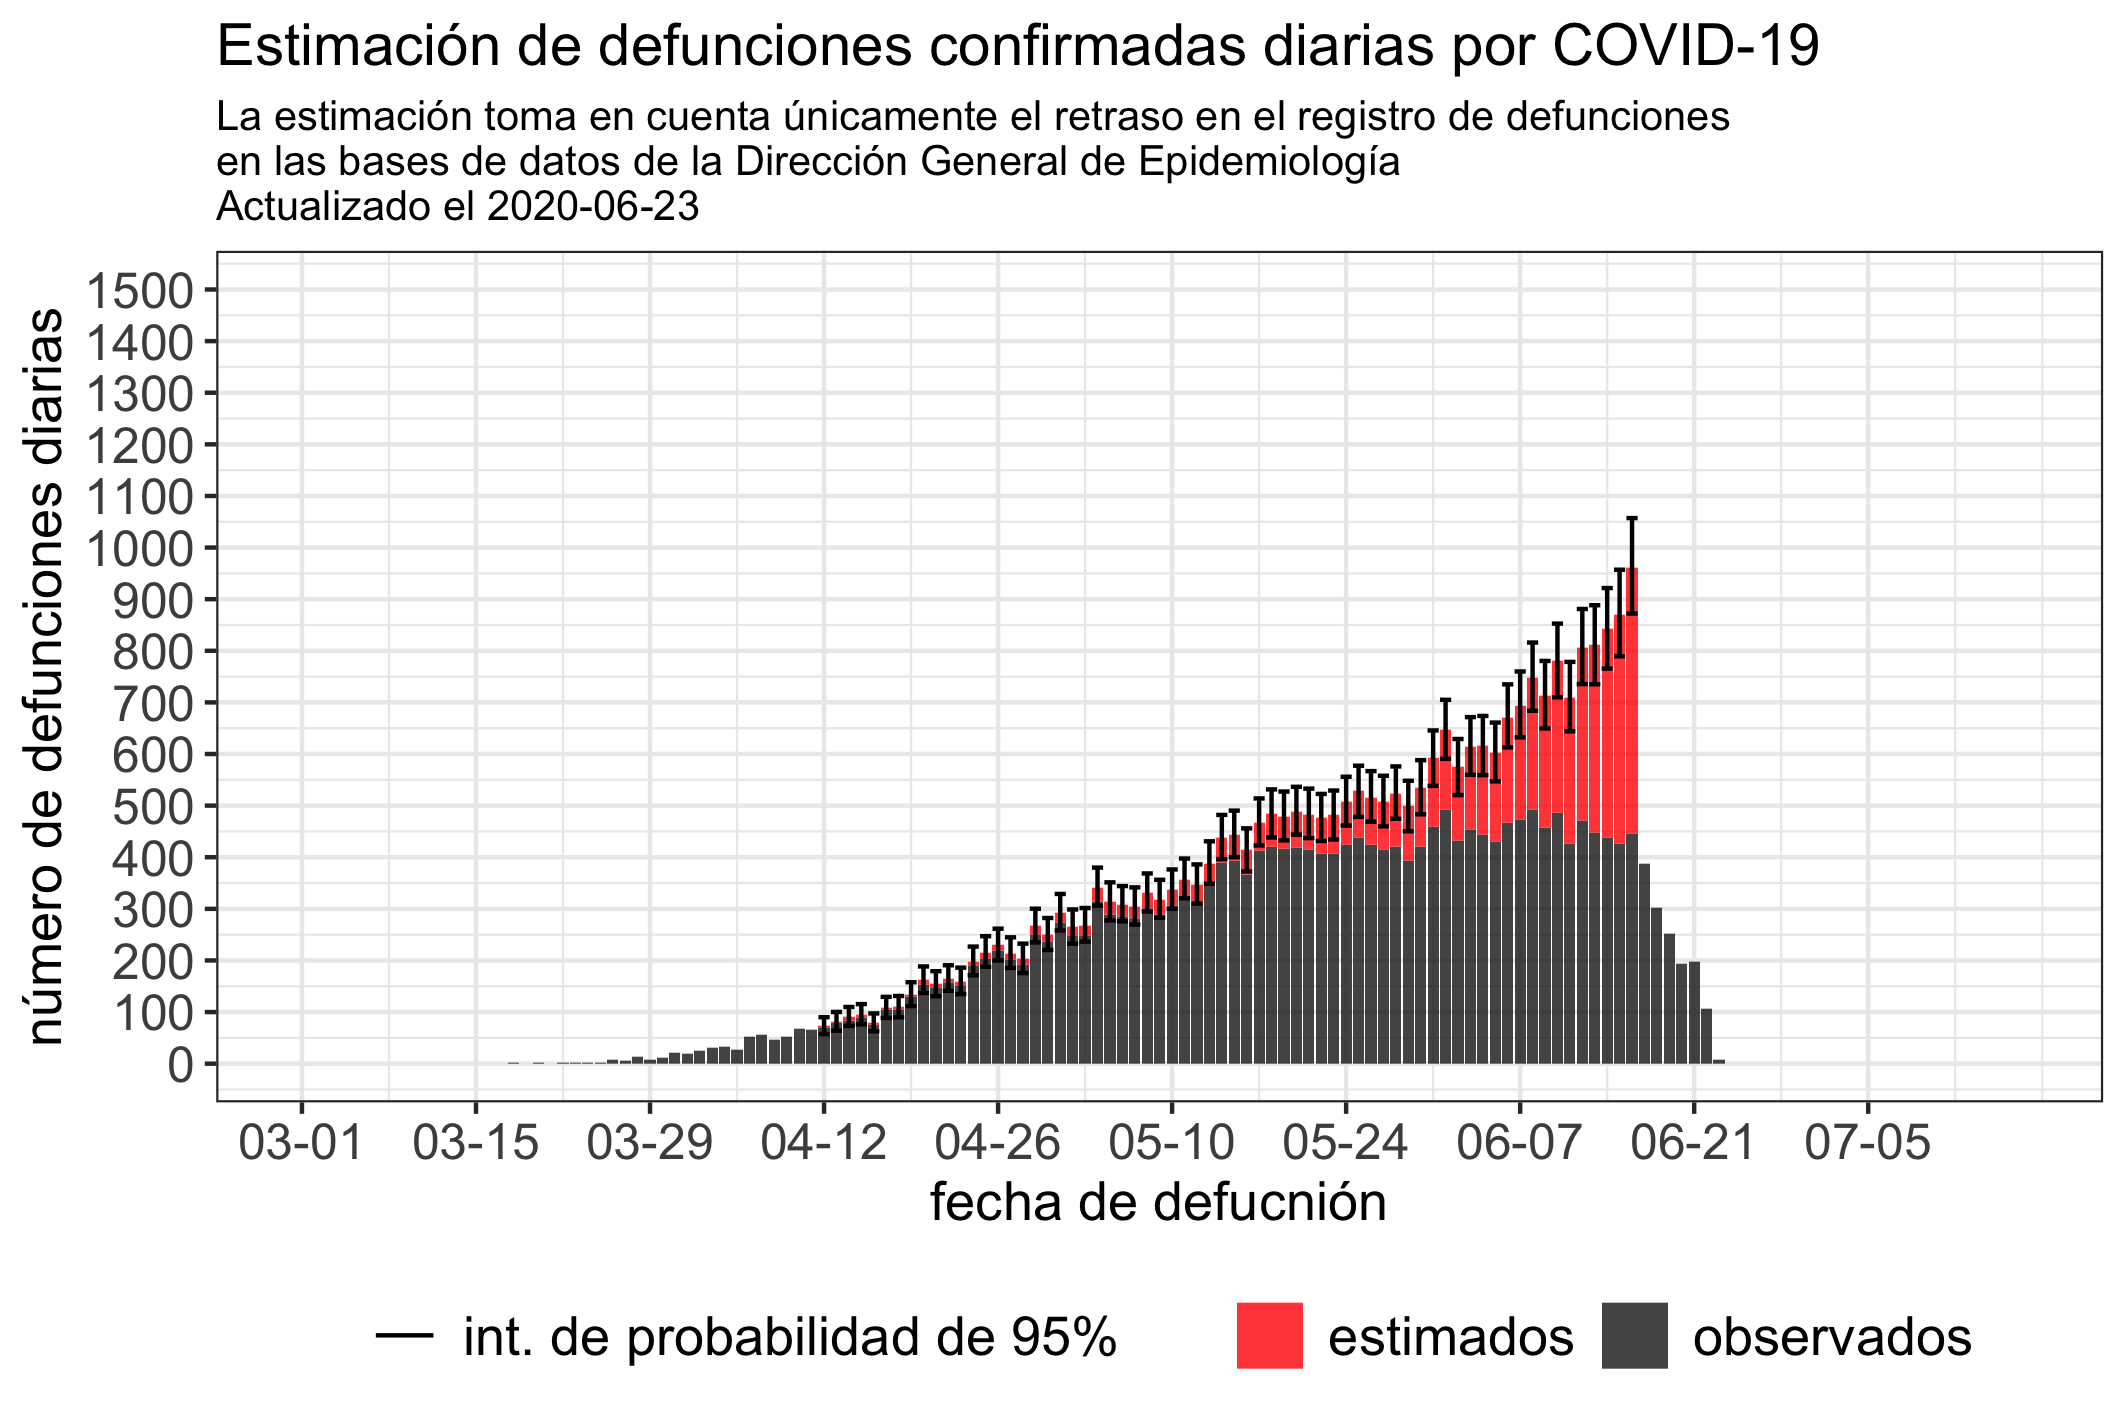 Estimación de defunciones confirmadas diarias por COVID-19
La estimación toma en cuenta únicamente el retraso en el registro de defunciones
en las bases de datos de la Dirección General de Epidemiología
Actualizado el 2020-06-23
número de defunciones diarias
1500
1400
1300
1200
1100
1000
900
800
700
600
500
400
300
200
100
0
03-01 03-15 03-29 04-12 04-26 05-10 05-24 06-07 06-21 07-05
fecha de defucnión
int. de probabilidad de 95% estimados observados